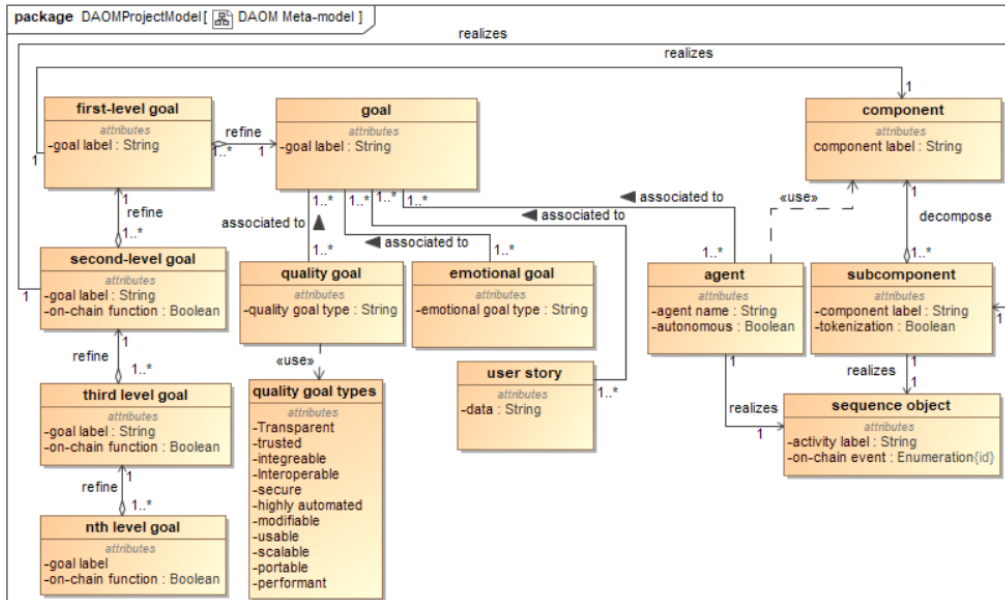 package DAOMProjectModel[ DAOM Meta-model ]
realizes
realizes
first-level goal
attributes
-goal label : String
1
1..*
refine
1
goal
attributes
-goal label : String
1
component
attributes
component label : String
1
refine
1..*
1..*
1..*
1..*
1..*
associated to
associated to
associated to
associated to
«use»
1
decompose
second-level goal
attributes
-goal label : String
-on-chain function : Boolean
1
1
refine
1..*
1..*
quality goal
attributes
-quality goal type : String
1..*
emotional goal
attributes
-emotional goal type : String
1..*
agent
attributes
-agent name : String
-autonomous : Boolean
1..*
subcomponent
attributes
-component label : String
-tokenization : Boolean
1
«use»
third level goal
attributes
-goal label : String
-on-chain function : Boolean
1
refine
1..*
quality goal types
attributes
-Transparent
-trusted
-integreable
-Interoperable
-secure
-highly automated
-modifiable
-usable
-scalable
-portable
-performant
user story
attributes
-data : String
1..*
1
realizes
1
1
realizes
1
sequence object
attributes
-activity label : String
-on-chain event : Enumeration{id}
nth level goal
attributes
-goal label
-on-chain function : Boolean